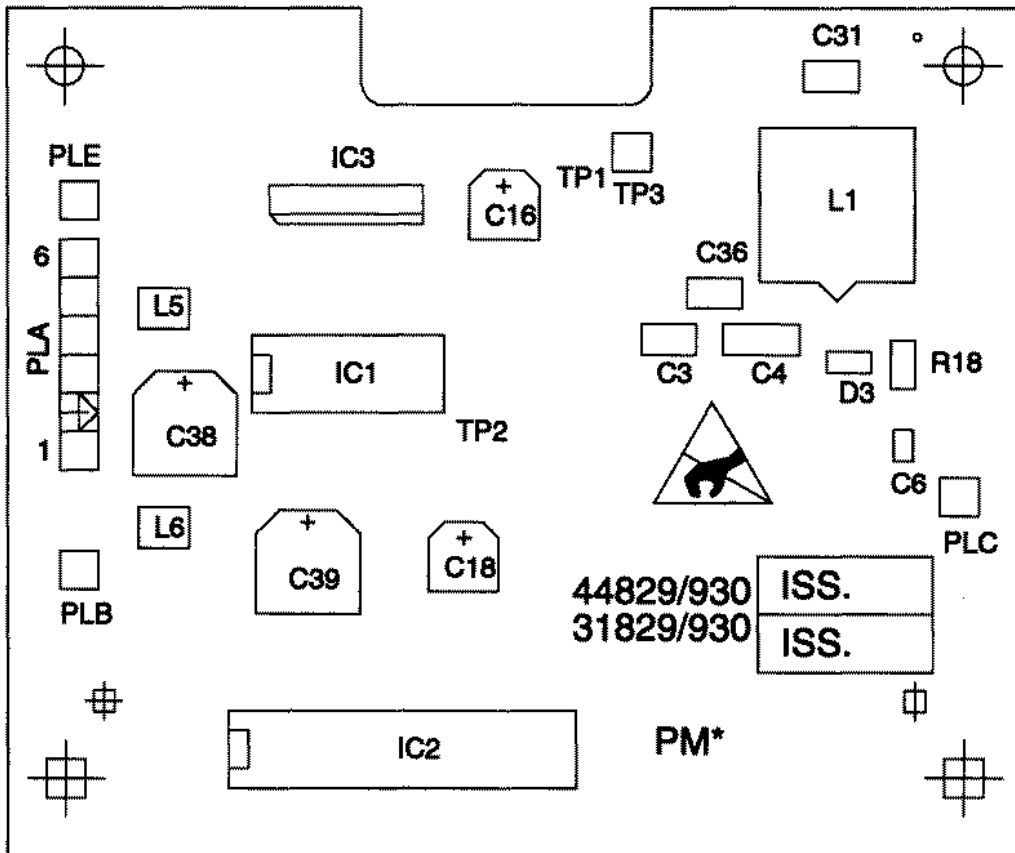 C31
PLE
IC3
TP1
TP3
C16
L1
6
C36
L5
PLA
IC1
C3
C4
D3
R18
C38
TP2
1
C6
L6
PLC
C39
C18
44829/930 ISS.
31829/930 ISS.
PLB
IC2
PM*